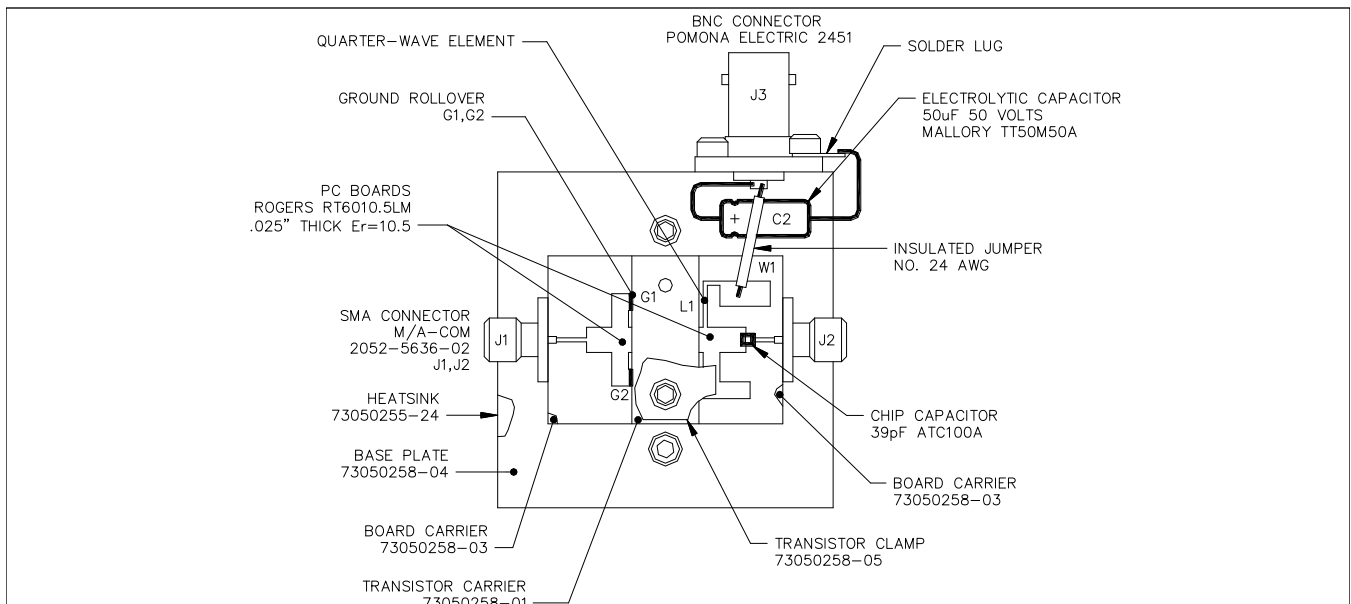 BNC CONNECTOR
POMONA ELECTRIC 2451
QUARTER-WAVE ELEMENT
SOLDER LUG
J3
GROUND ROLLOVER
G1,G2
ELECTROLYTIC CAPACITOR
50uF 50 VOLTS
MALLORY TT50M50A
PC BOARDS
ROGERS RT6010.5LM
.025" THICK Er=10.5
+ C2
INSULATED JUMPER
NO. 24 AWG
W1
G1
L1
SMA CONNECTOR
M/A-COM
2052-5636-02
J1,J2
J1
J2
G2
HEATSINK
73050255-24
CHIP CAPACITOR
39pF ATC100A
BASE PLATE
73050258-04
BOARD CARRIER
73050258-03
BOARD CARRIER
73050258-03
TRANSISTOR CLAMP
73050258-05
TRANSISTOR CARRIER
73050258-01